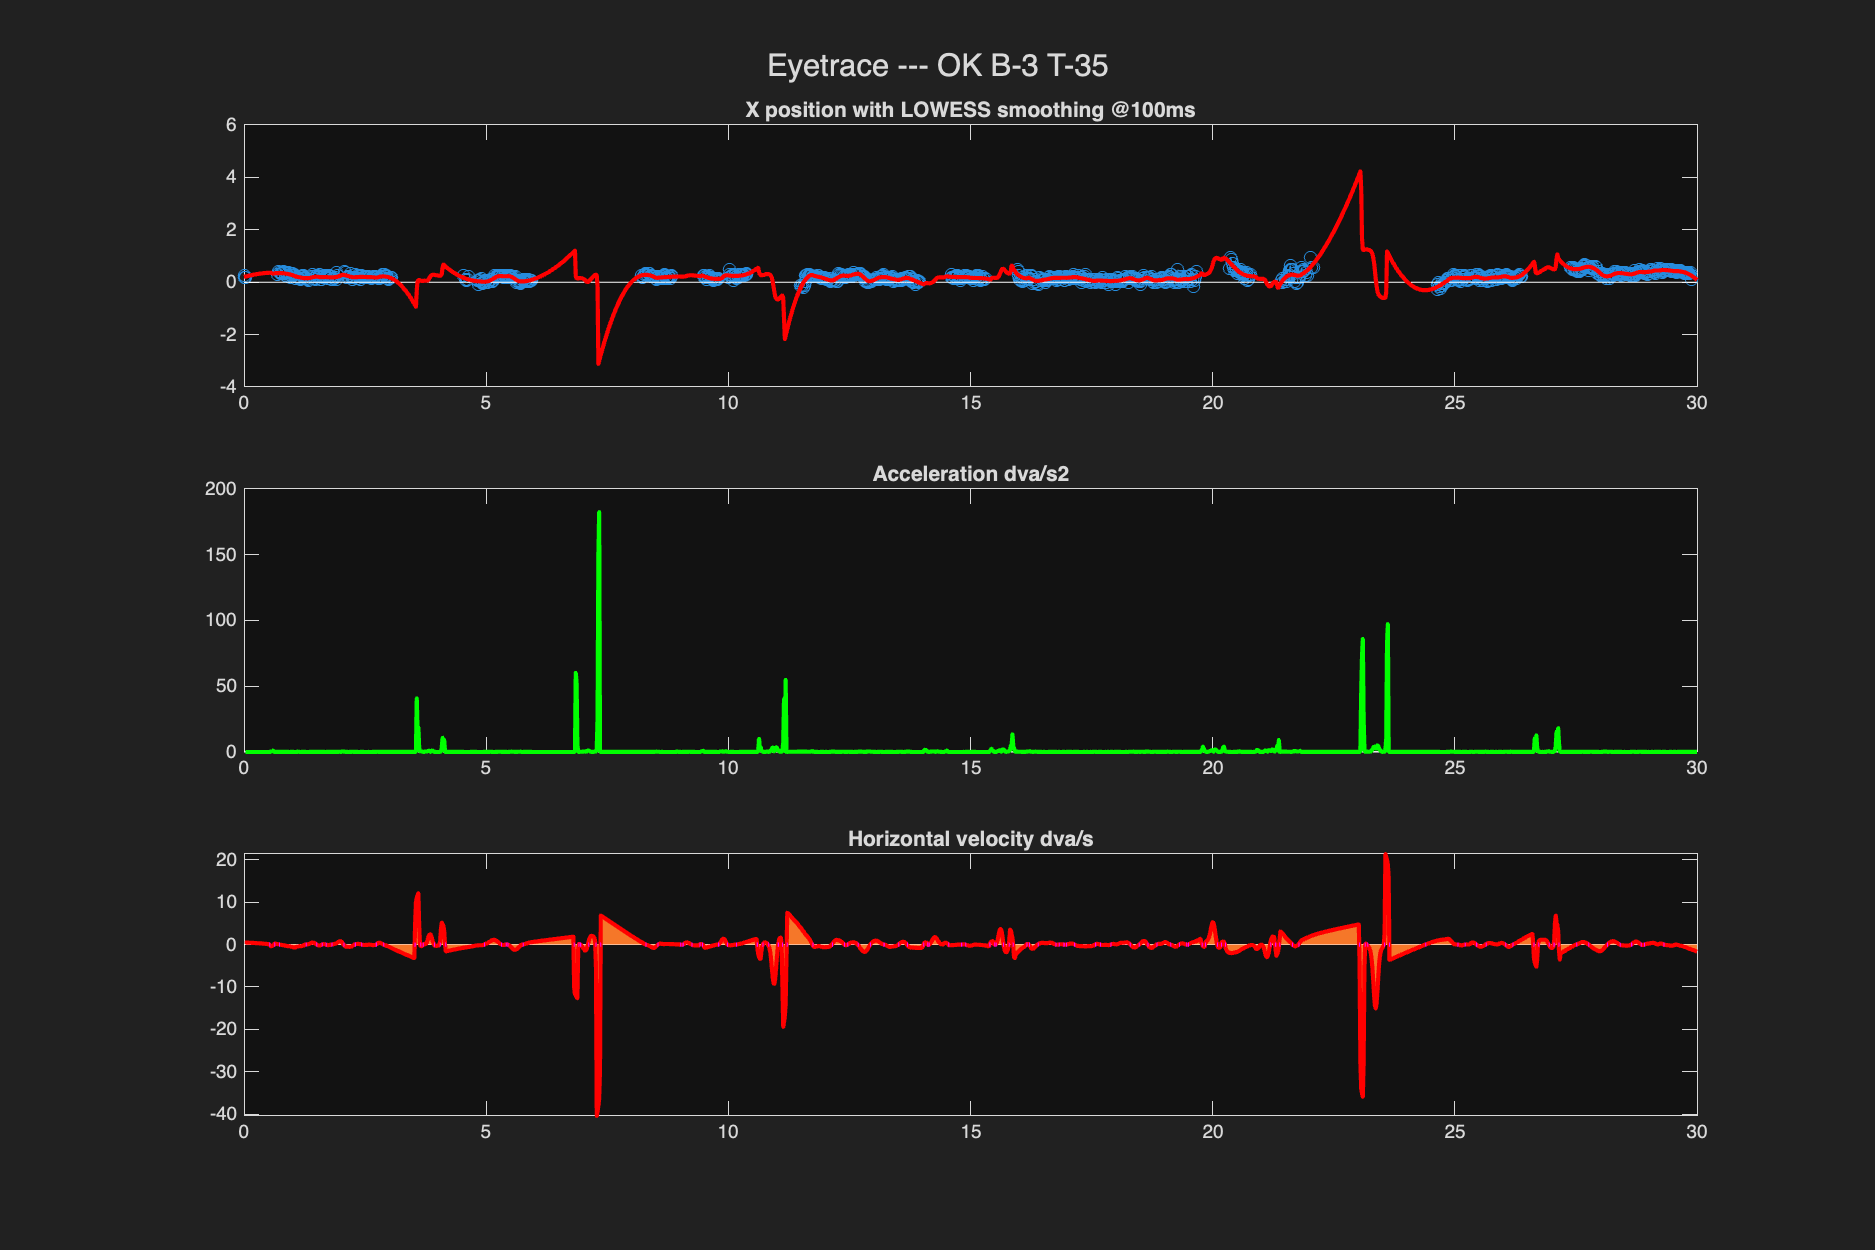 Eyetrace --- OK B-3 T-35
X position with LOWESS smoothing @100ms
6
4
2
0
-2
-4
0 5 10 15 20 25 30
Acceleration dva/s2
200
150
100
50
0
0 5 10 15 20 25 30
Horizontal velocity dva/s
20
10
0
-10
-20
-30
-40
0 5 10 15 20 25 30